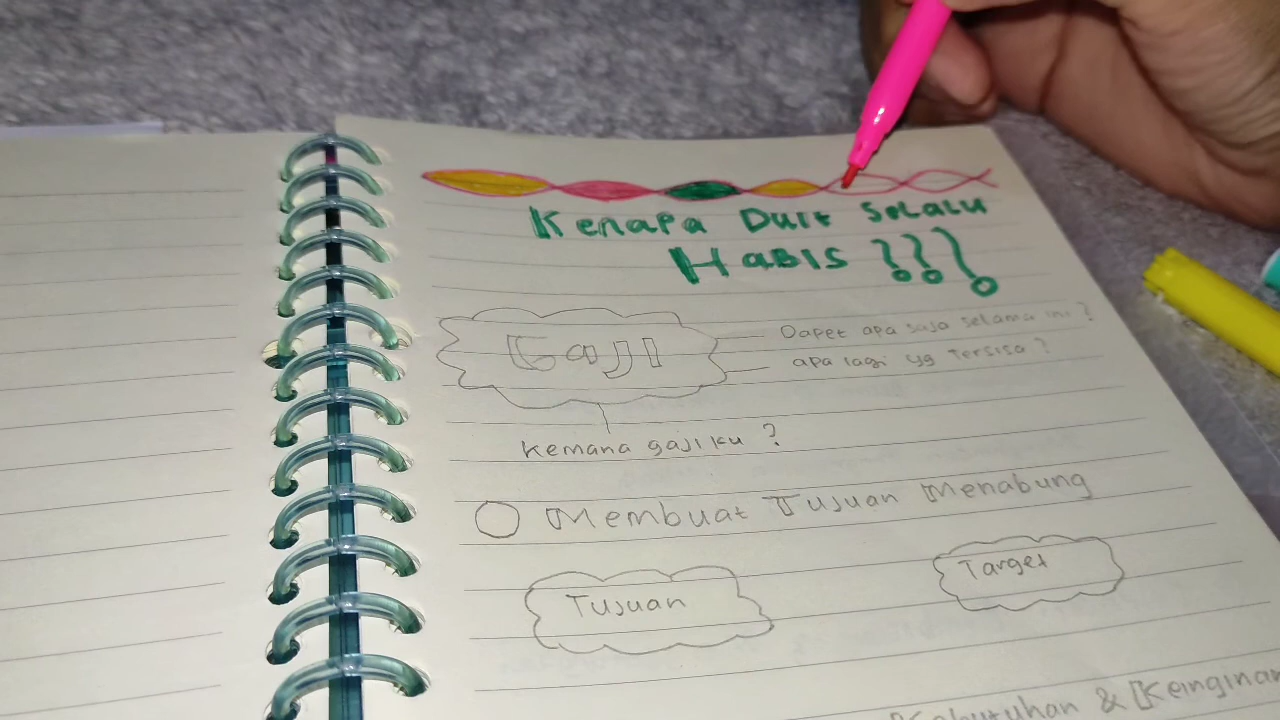 Kenapa Duit Selalu
Habis ???
Gaji
Dapet apa saja selama ini ?
apa lagi yg tersisa ?
Kemana gajiku ?
Membuat Tujuan Menabung
Tujuan
Target
Kebutuhan & Keinginan